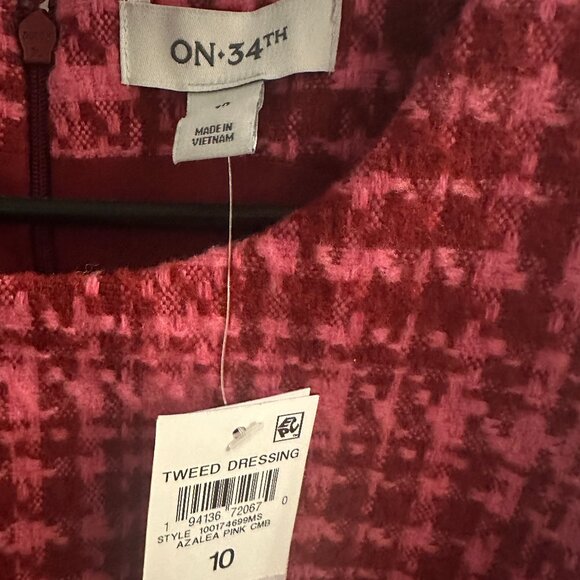 ON•34TH
MADE IN
VIETNAM
TWEED DRESSING
1 94136 72067 0
STYLE 100174699MS
AZALEA PINK CMB
10